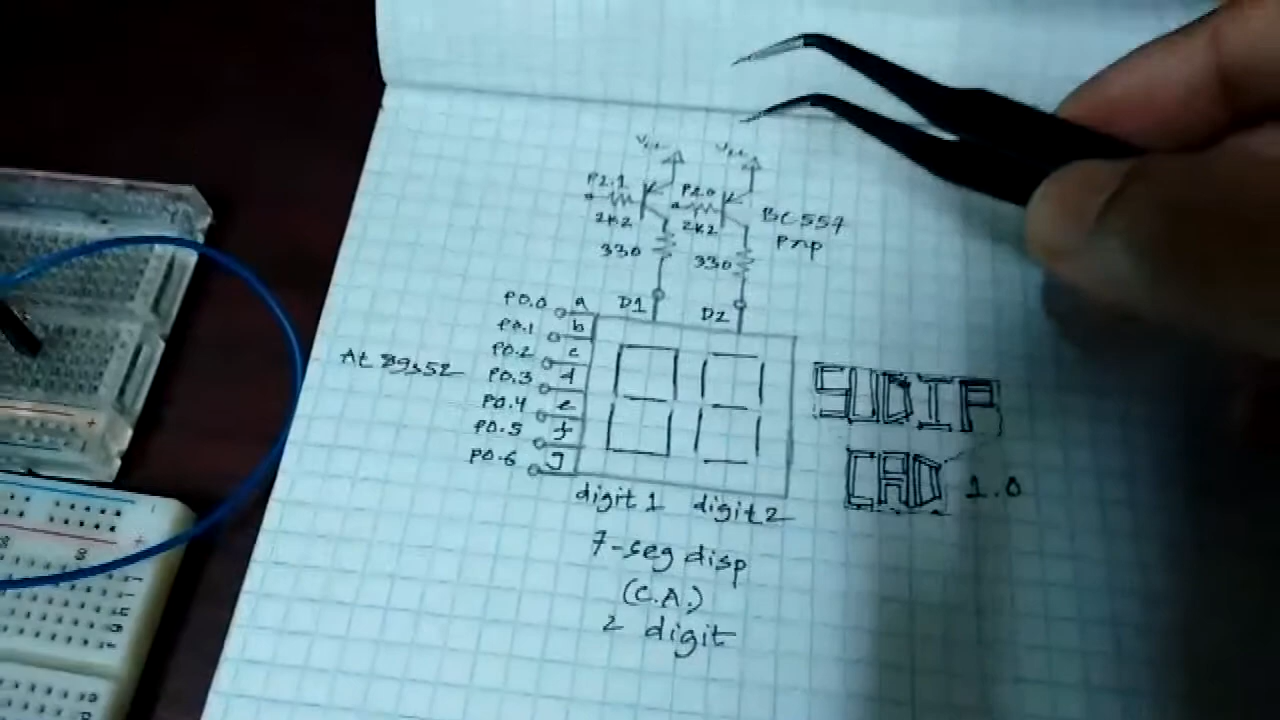 Vcc Vcc
P2.1 P2.0
2K2 2K2 BC557
pnp
330 330
D1 D2
P0.0 a
P0.1 b
P0.2 c
P0.3 d
P0.4 e
P0.5 f
P0.6 g
At 89s52
SUDIP
CAD 1.0
digit 1 digit 2
7-seg disp
(C.A.)
2 digit